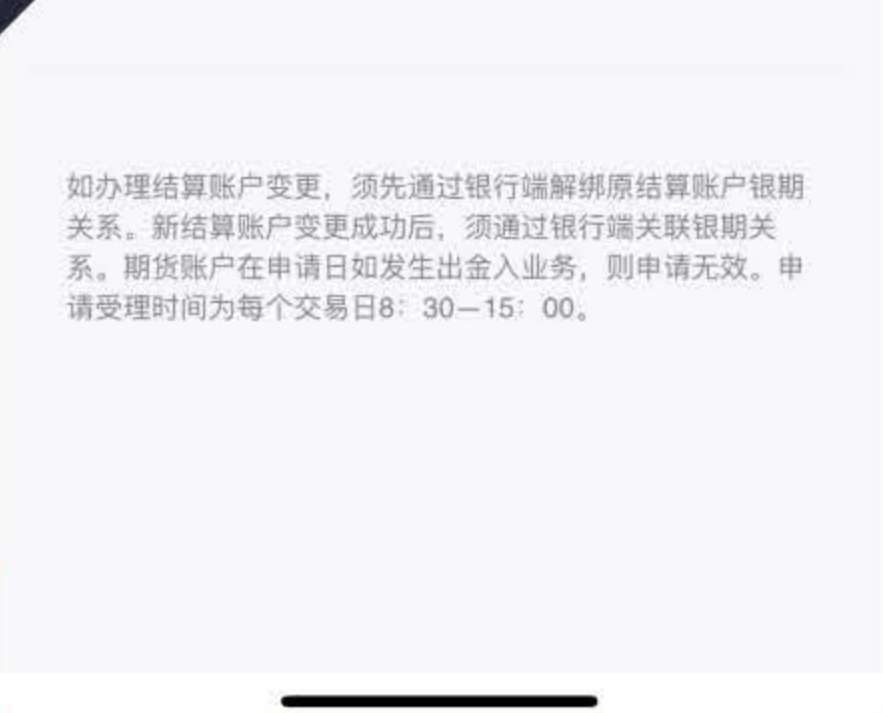 如办理结算账户变更，须先通过银行端解绑原结算账户银期
关系。新结算账户变更成功后，须通过银行端关联银期关
系。期货账户在申请日如发生出金入业务，则申请无效。申
请受理时间为每个交易日8：30—15：00。